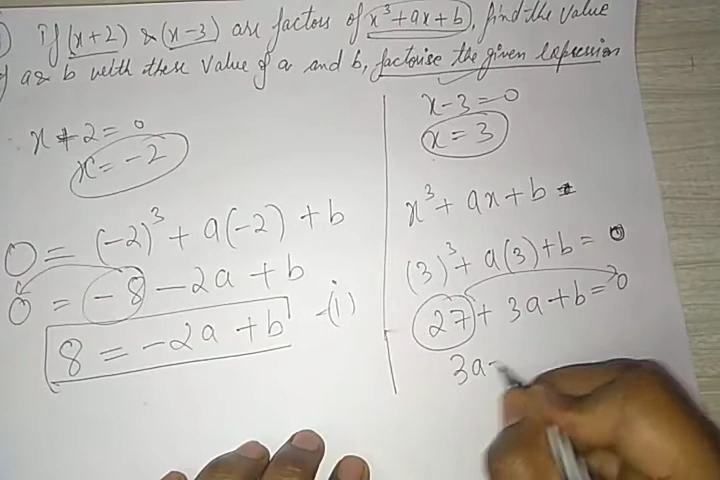 If (x+2) & (x-3) are factors of x³+ax+b, find the value
of a & b with these value of a and b, factorise the given expression
x+2=0
x=-2
0= (-2)³ + a(-2) + b
0 = -8 - 2a + b
8 = -2a + b -(i)
x-3=0
x=3
x³ + ax + b =
(3)³ + a(3) + b = 0
27 + 3a + b = 0
3a